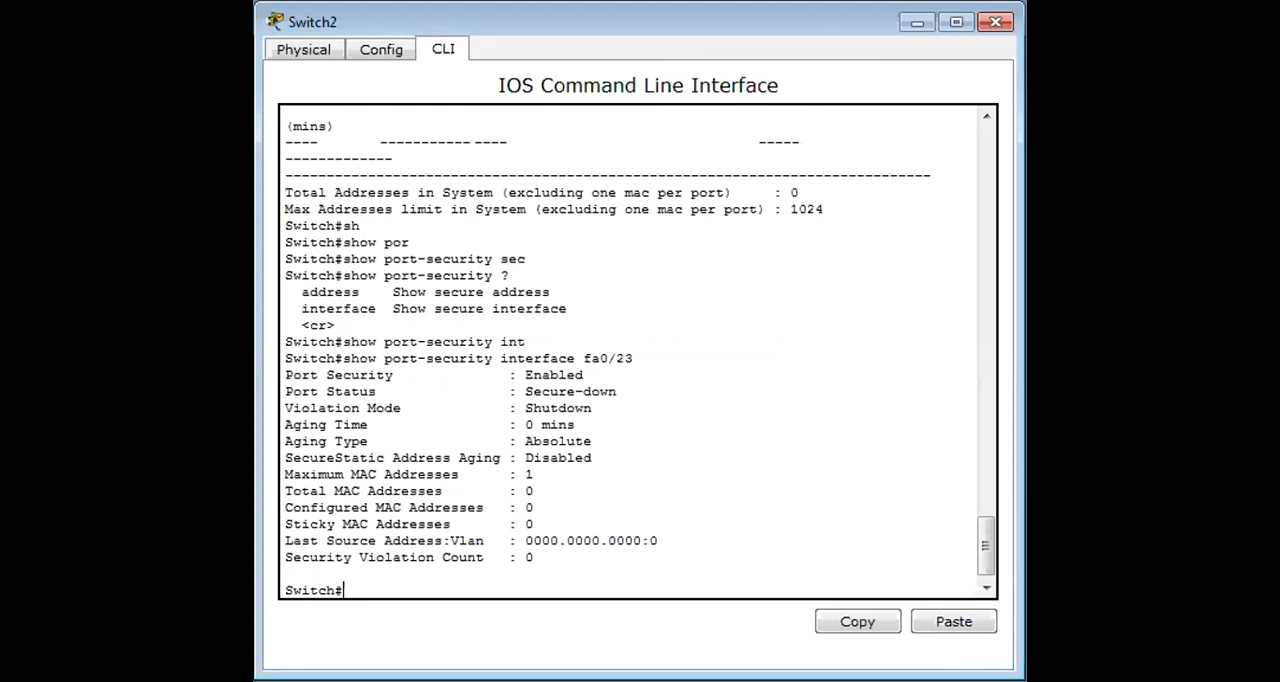 Switch2
Physical Config CLI
IOS Command Line Interface
(mins)
---- ----------- ---- -----
-------------
------------------------------------------------------------------------------
Total Addresses in System (excluding one mac per port) : 0
Max Addresses limit in System (excluding one mac per port) : 1024
Switch#sh
Switch#show por
Switch#show port-security sec
Switch#show port-security ?
address Show secure address
interface Show secure interface
<cr>
Switch#show port-security int
Switch#show port-security interface fa0/23
Port Security : Enabled
Port Status : Secure-down
Violation Mode : Shutdown
Aging Time : 0 mins
Aging Type : Absolute
SecureStatic Address Aging : Disabled
Maximum MAC Addresses : 1
Total MAC Addresses : 0
Configured MAC Addresses : 0
Sticky MAC Addresses : 0
Last Source Address:Vlan : 0000.0000.0000:0
Security Violation Count : 0
Switch#
Copy Paste